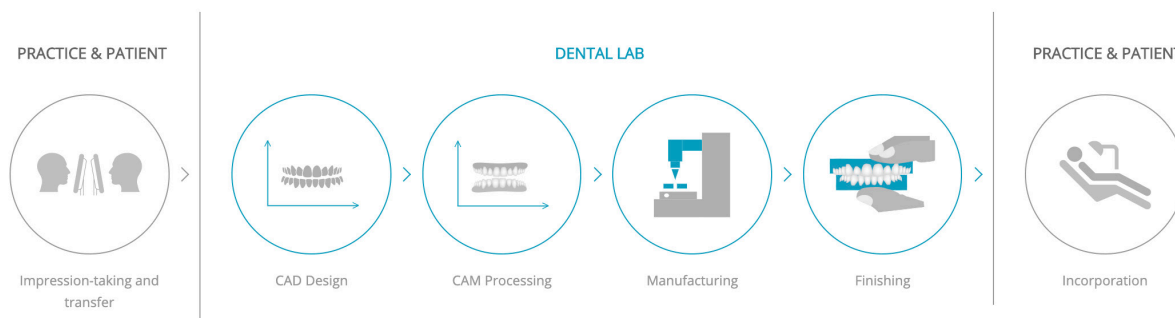 PRACTICE & PATIENT
DENTAL LAB
PRACTICE & PATIENT
Impression-taking and
transfer
CAD Design
CAM Processing
Manufacturing
Finishing
Incorporation